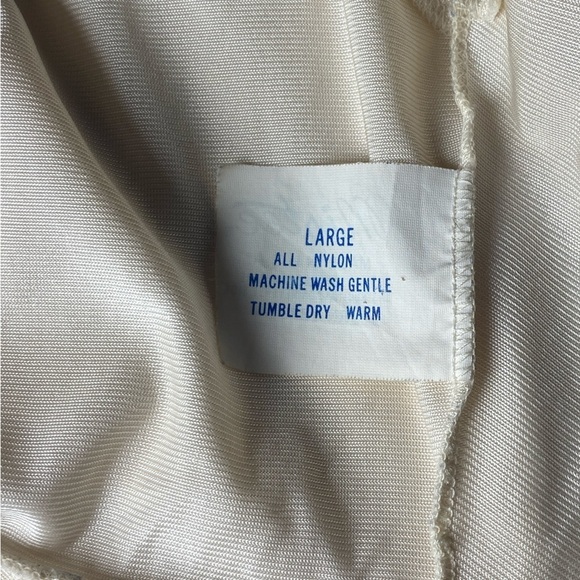 LARGE
ALL NYLON
MACHINE WASH GENTLE
TUMBLE DRY WARM